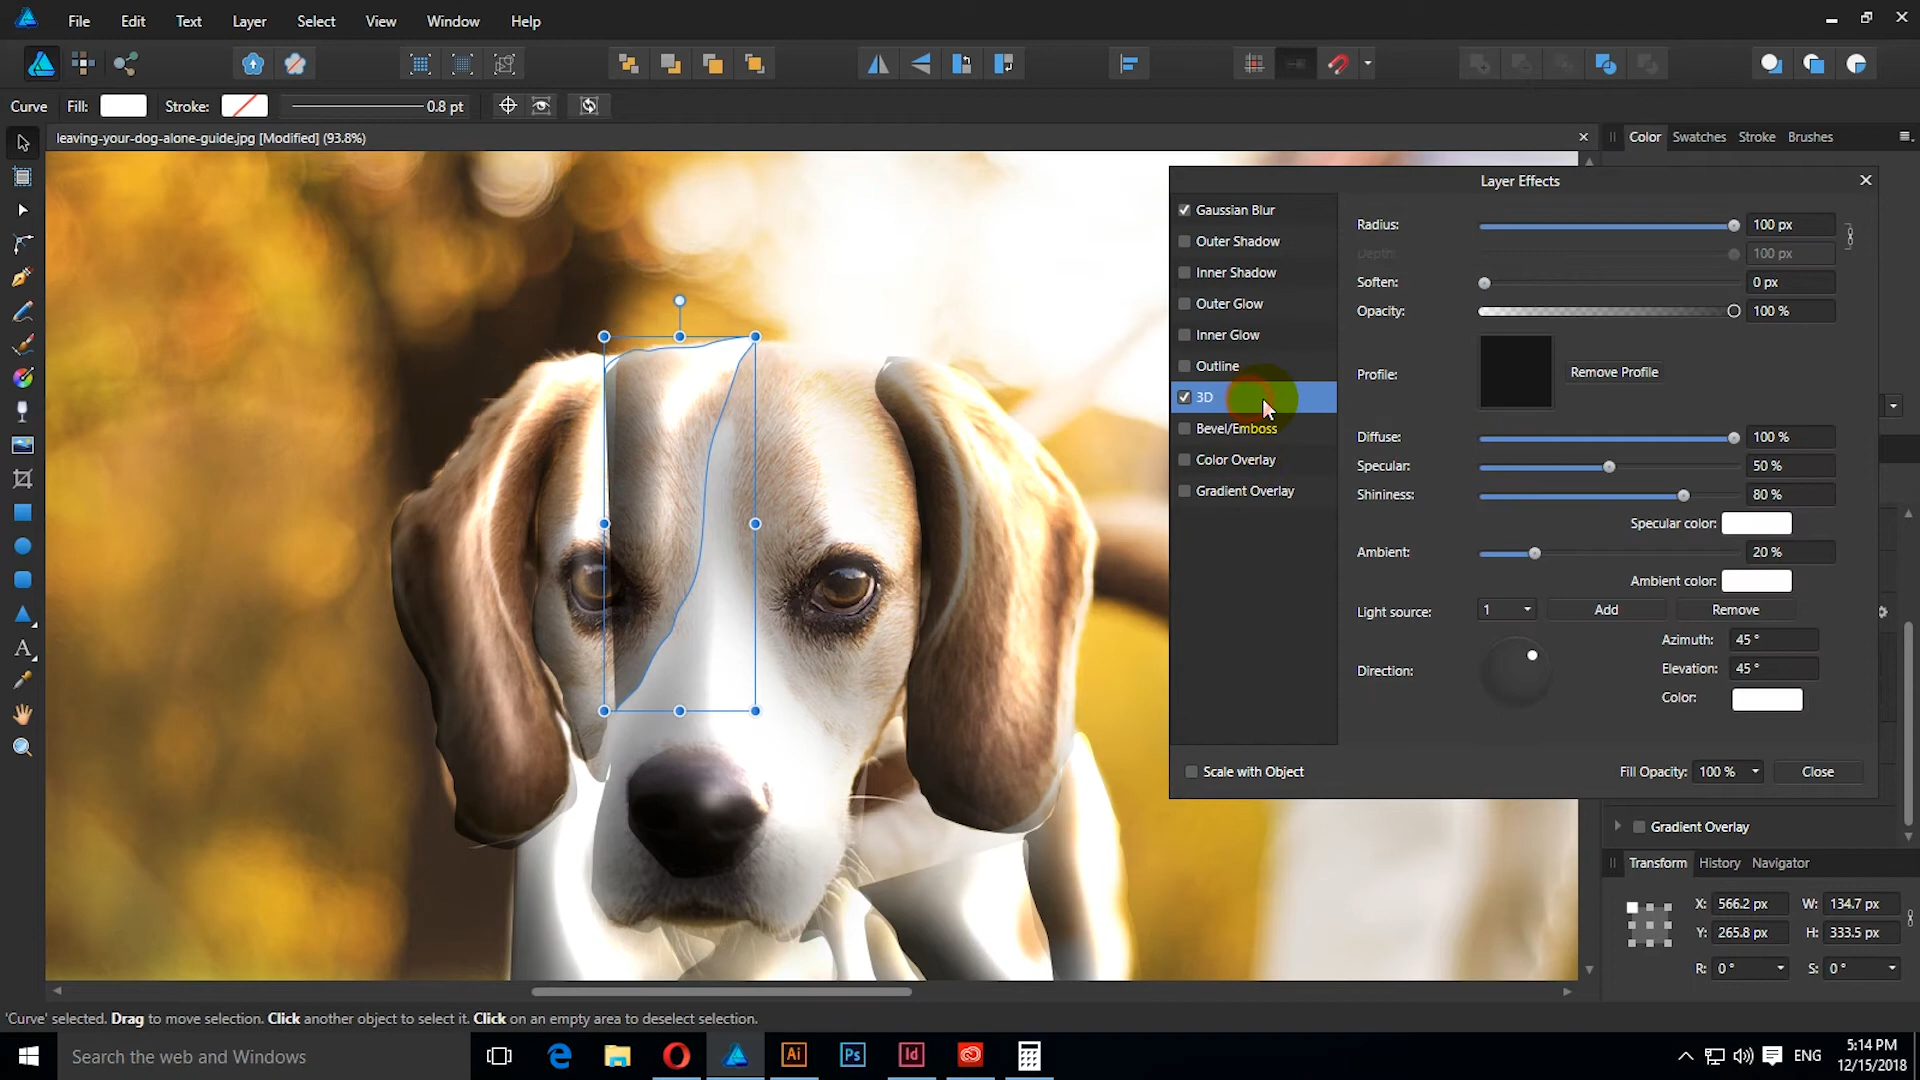 File Edit Text Layer Select View Window Help
Curve Fill: Stroke: 0.8 pt
leaving-your-dog-alone-guide.jpg [Modified] (93.8%)
Color Swatches Stroke Brushes
Layer Effects
Gaussian Blur
Outer Shadow
Inner Shadow
Outer Glow
Inner Glow
Outline
3D
Bevel/Emboss
Color Overlay
Gradient Overlay
Radius: 100 px
Depth: 100 px
Soften: 0 px
Opacity: 100 %
Profile: Remove Profile
Diffuse: 100 %
Specular: 50 %
Shininess: 80 %
Specular color:
Ambient: 20 %
Ambient color:
Light source: 1 Add Remove
Azimuth: 45 °
Direction: Elevation: 45 °
Color:
Scale with Object Fill Opacity: 100 % Close
Gradient Overlay
Transform History Navigator
X: 566.2 px W: 134.7 px
Y: 265.8 px H: 333.5 px
R: 0 ° S: 0 °
'Curve' selected. Drag to move selection. Click another object to select it. Click on an empty area to deselect selection.
Search the web and Windows
Ai Ps Id
ENG
5:14 PM
12/15/2018